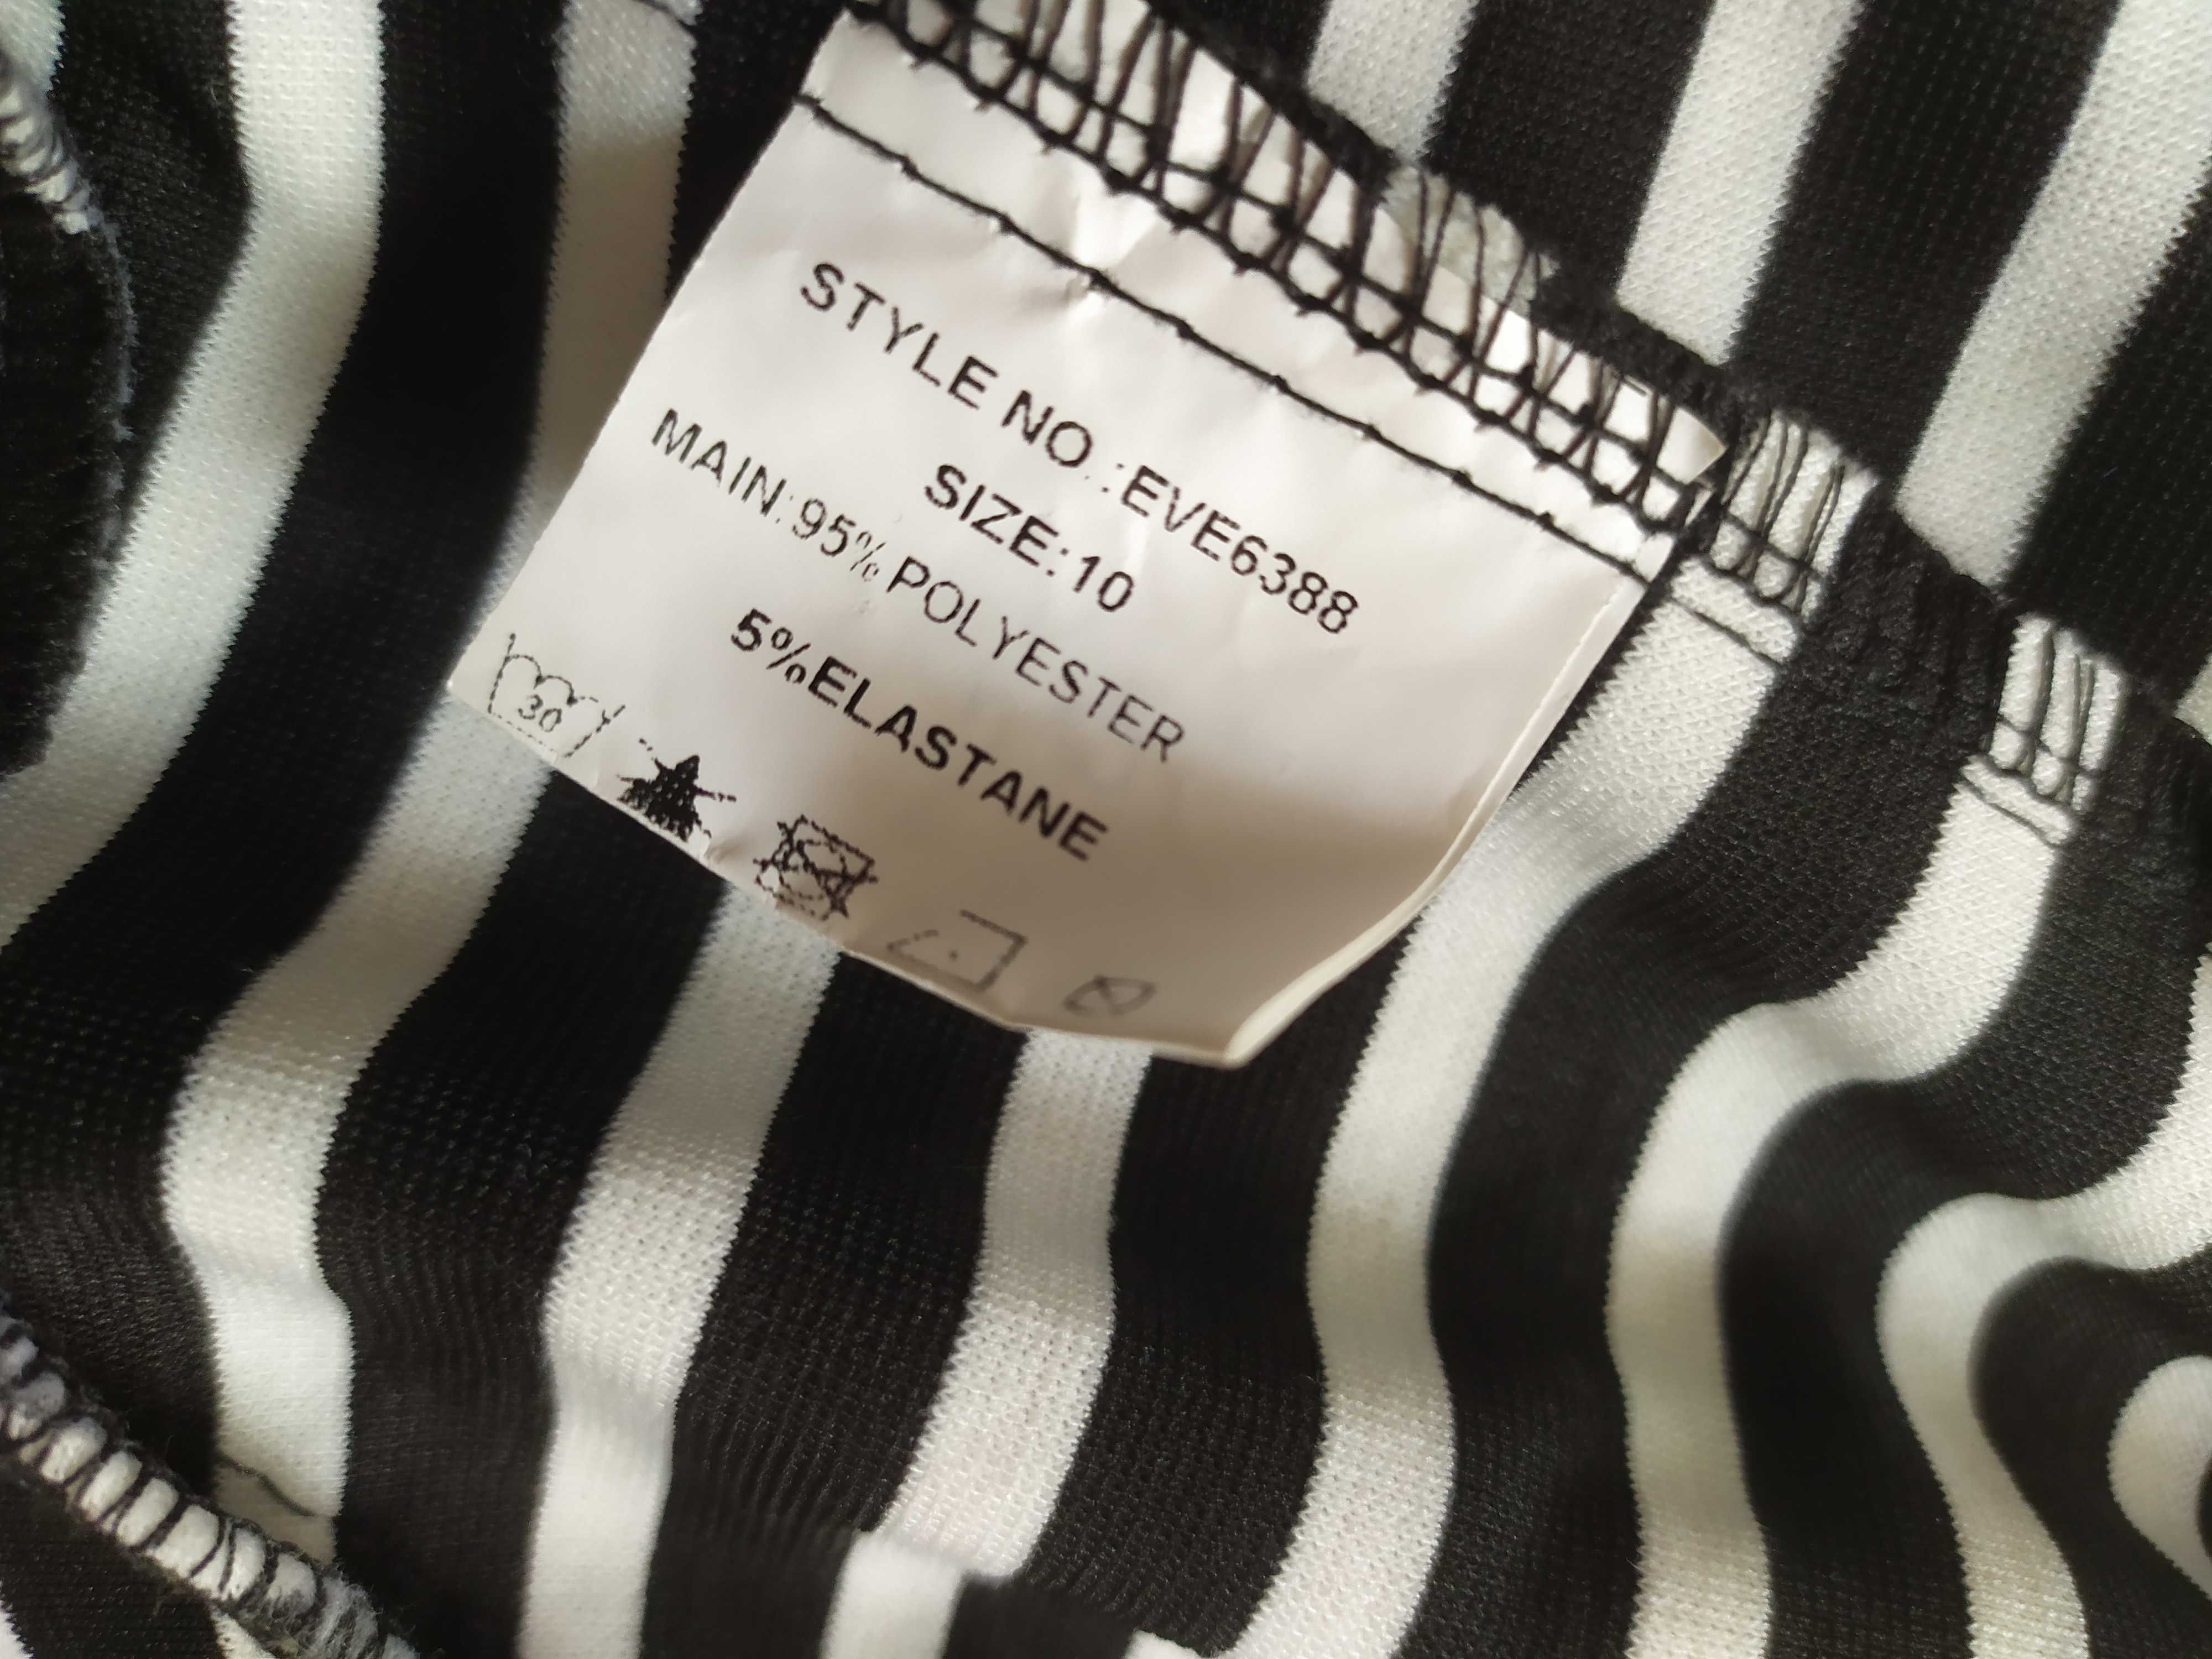 STYLE NO.:EVE6388
SIZE:10
MAIN:95% POLYESTER
5%ELASTANE
30